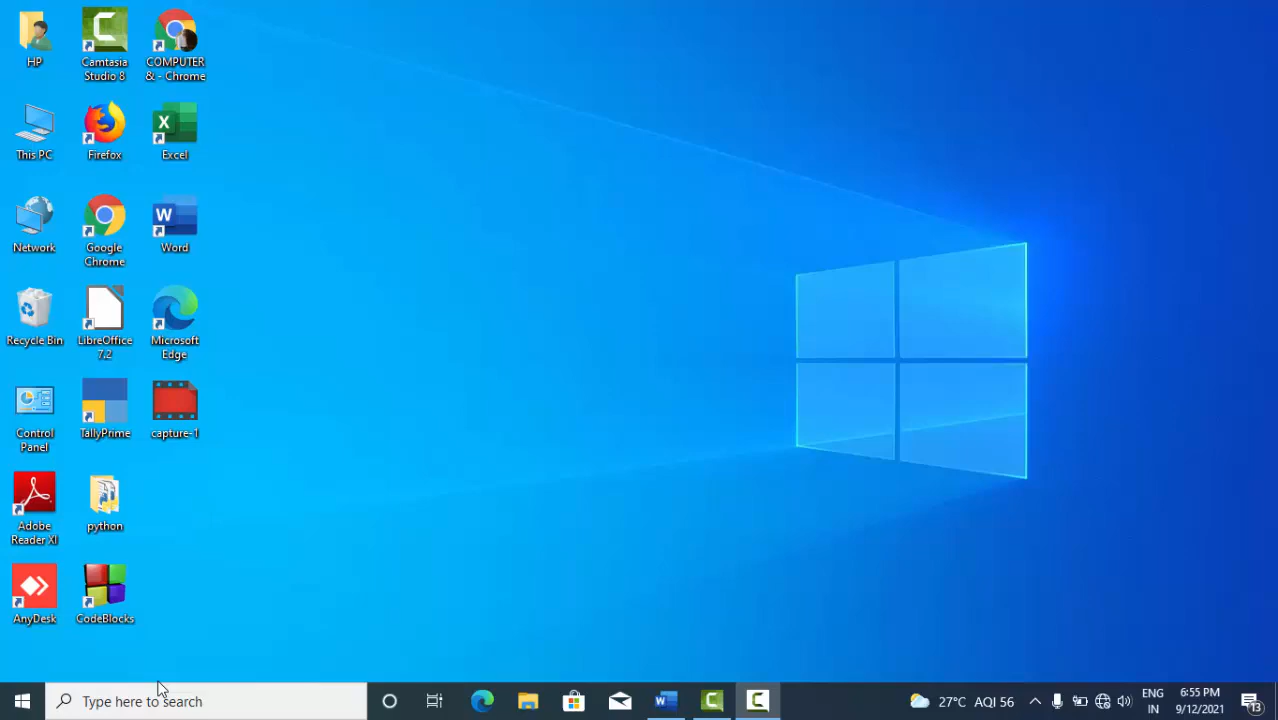 HP
Camtasia
Studio 8
COMPUTER
& - Chrome
This PC
Firefox
Excel
Network
Google
Chrome
Word
Recycle Bin
LibreOffice
7.2
Microsoft
Edge
Control
Panel
TallyPrime
capture-1
Adobe
Reader XI
python
AnyDesk
CodeBlocks
Type here to search
27°C AQI 56
ENG
IN
6:55 PM
9/12/2021
13